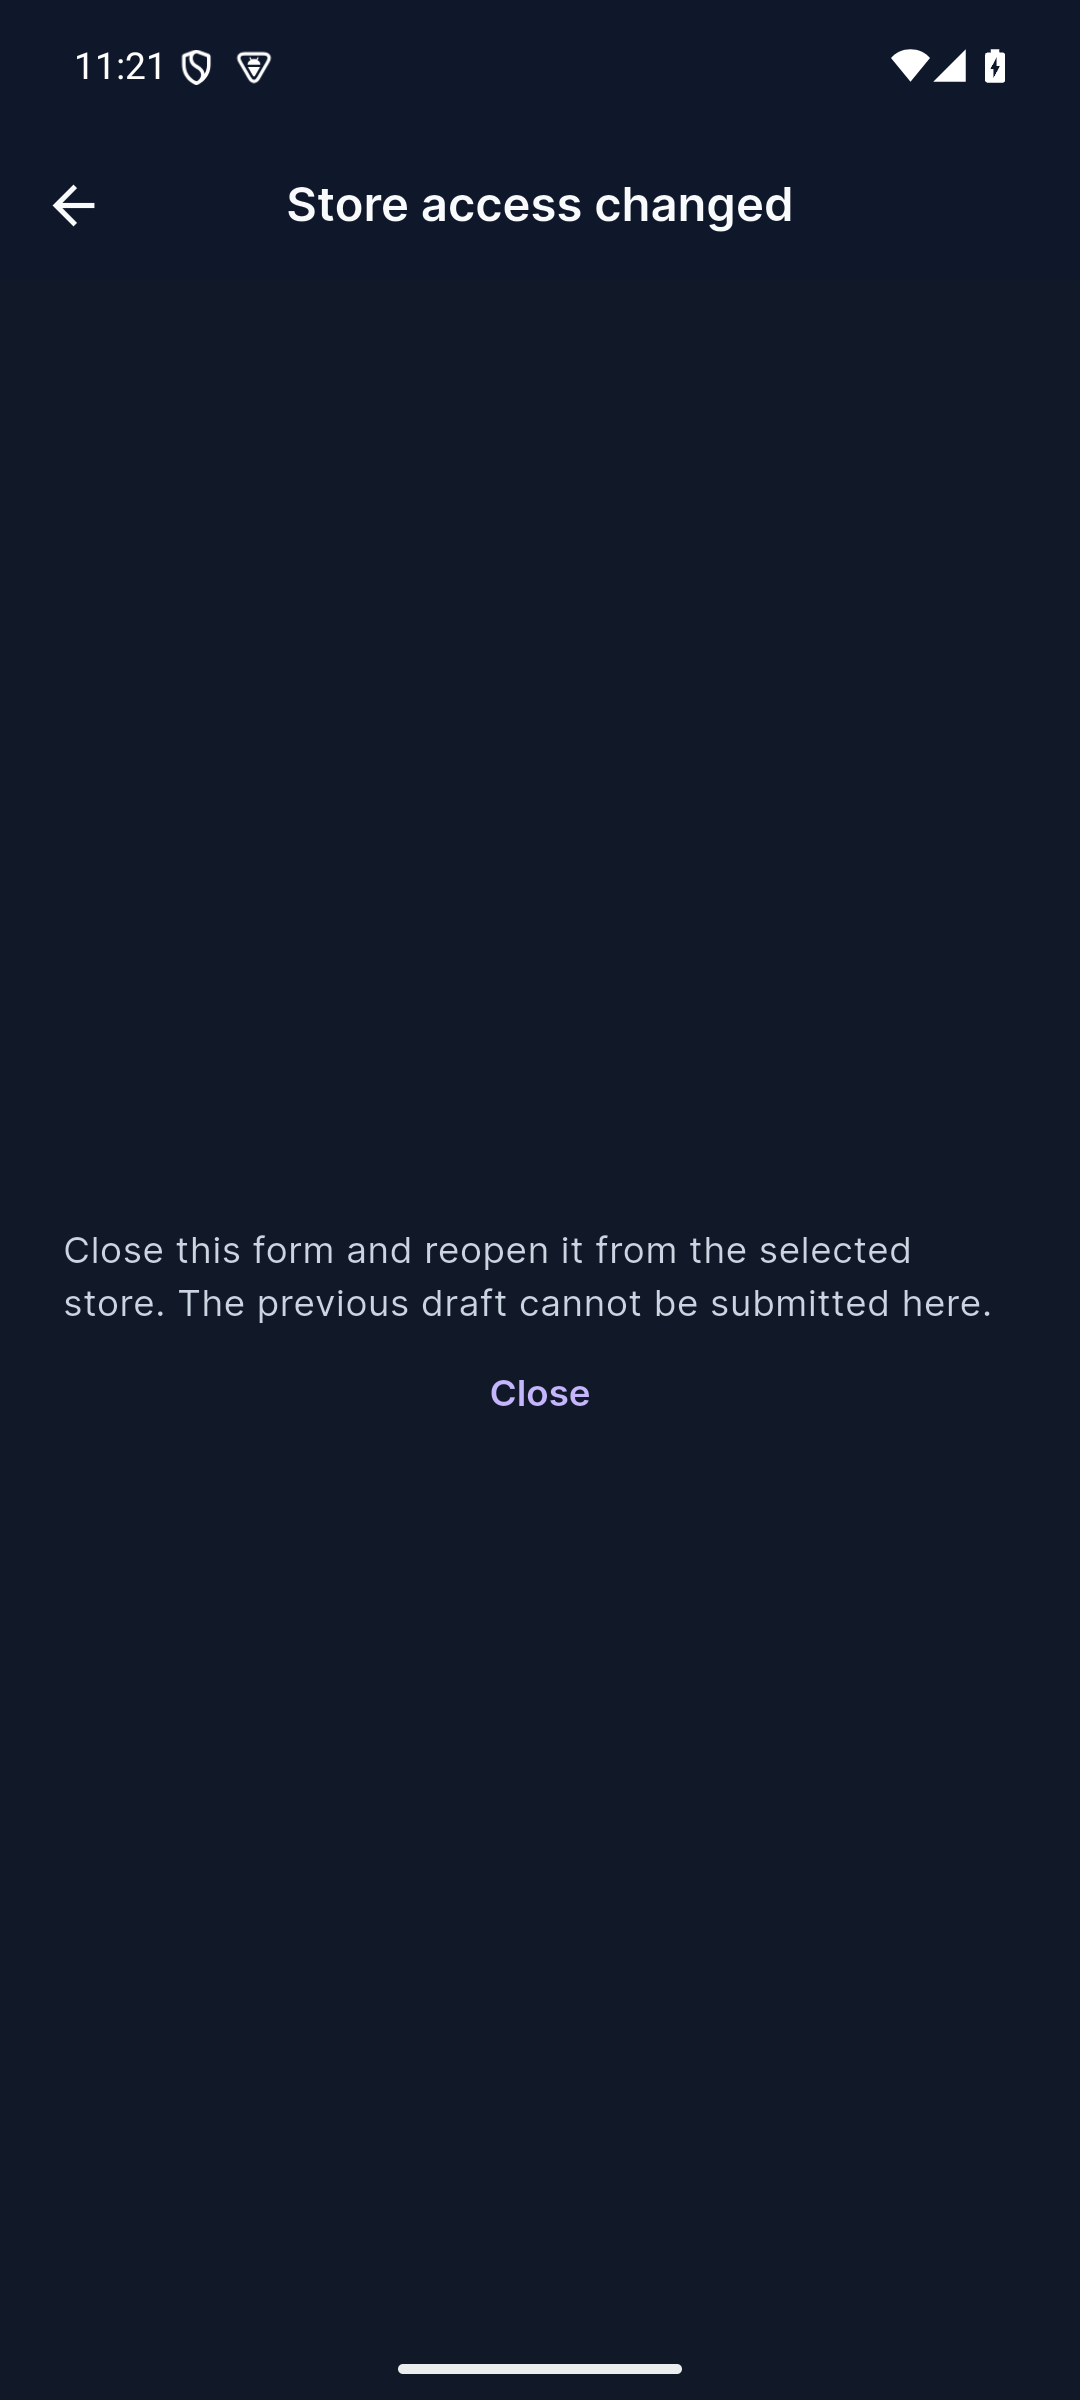 11:21
Store access changed
Close this form and reopen it from the selected
store. The previous draft cannot be submitted here.
Close